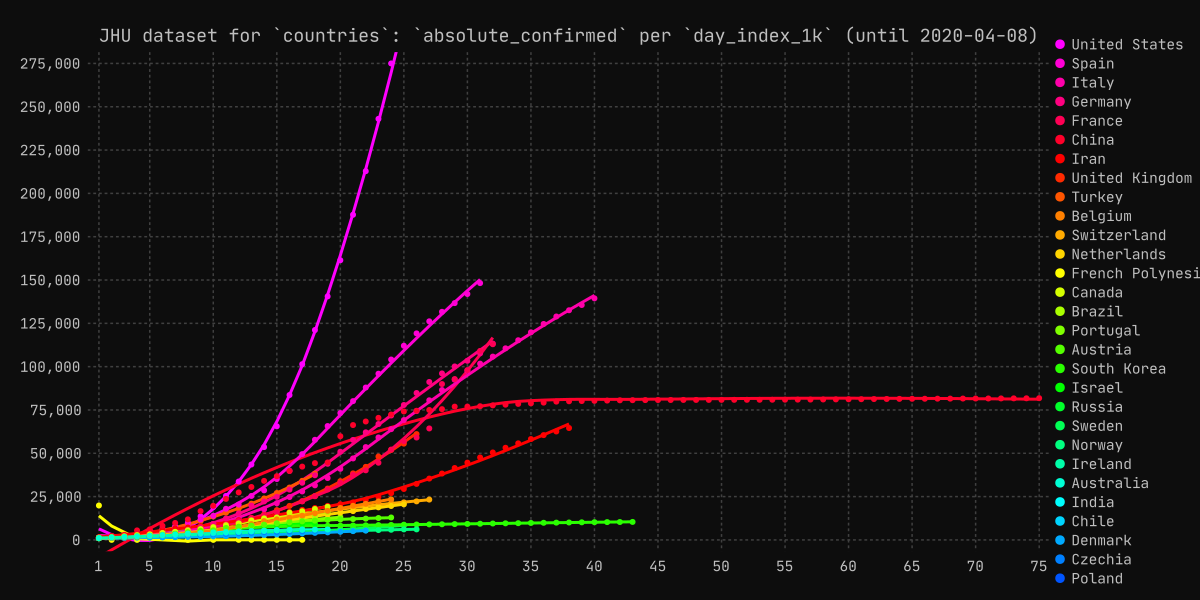 JHU dataset for `countries`: `absolute_confirmed` per `day_index_1k` (until 2020-04-08)
275,000
250,000
225,000
200,000
175,000
150,000
125,000
100,000
75,000
50,000
25,000
0
1 5 10 15 20 25 30 35 40 45 50 55 60 65 70 75
United States
Spain
Italy
Germany
France
China
Iran
United Kingdom
Turkey
Belgium
Switzerland
Netherlands
French Polynesi
Canada
Brazil
Portugal
Austria
South Korea
Israel
Russia
Sweden
Norway
Ireland
Australia
India
Chile
Denmark
Czechia
Poland